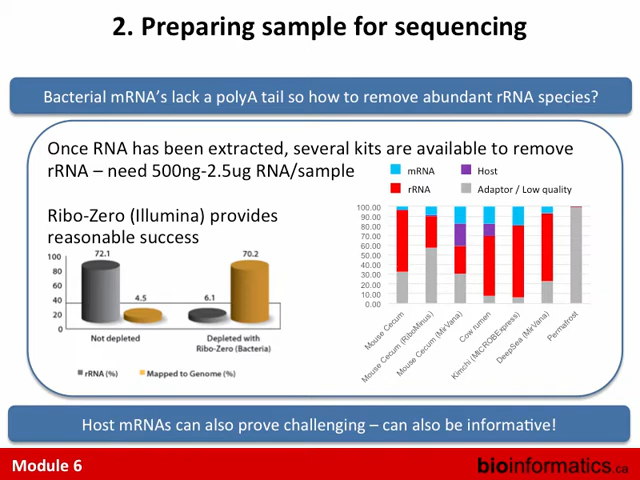 2. Preparing sample for sequencing
Bacterial mRNA's lack a polyA tail so how to remove abundant rRNA species?
Once RNA has been extracted, several kits are available to remove
rRNA – need 500ng-2.5ug RNA/sample
mRNA
Host
rRNA
Adaptor / Low quality
Ribo-Zero (Illumina) provides
reasonable success
100
80
60
40
20
0
72.1
4.5
6.1
70.2
Not depleted
Depleted with
Ribo-Zero (Bacteria)
rRNA (%)
Mapped to Genome (%)
100.00
90.00
80.00
70.00
60.00
50.00
40.00
30.00
20.00
10.00
0.00
Mouse Cecum
Mouse Cecum (RiboMinus)
Mouse Cecum (MirVana)
Cow rumen
Kimchi (MICROBExpress)
DeepSea (MirVana)
Permafrost
Host mRNAs can also prove challenging – can also be informative!
Module 6
bioinformatics.ca